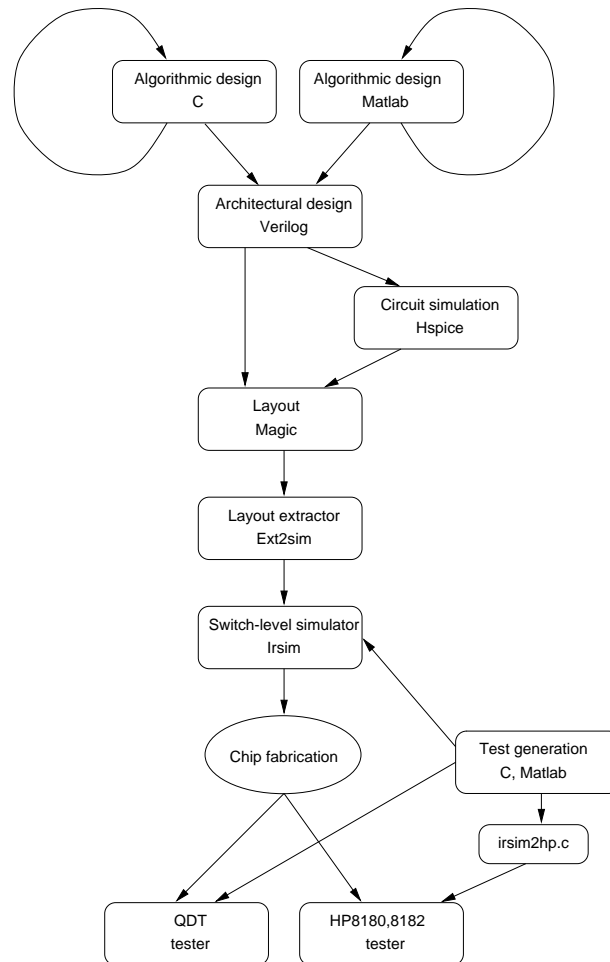 Algorithmic design
C
Algorithmic design
Matlab
Architectural design
Verilog
Circuit simulation
Hspice
Layout
Magic
Layout extractor
Ext2sim
Switch-level simulator
Irsim
Chip fabrication
Test generation
C, Matlab
irsim2hp.c
QDT
tester
HP8180,8182
tester